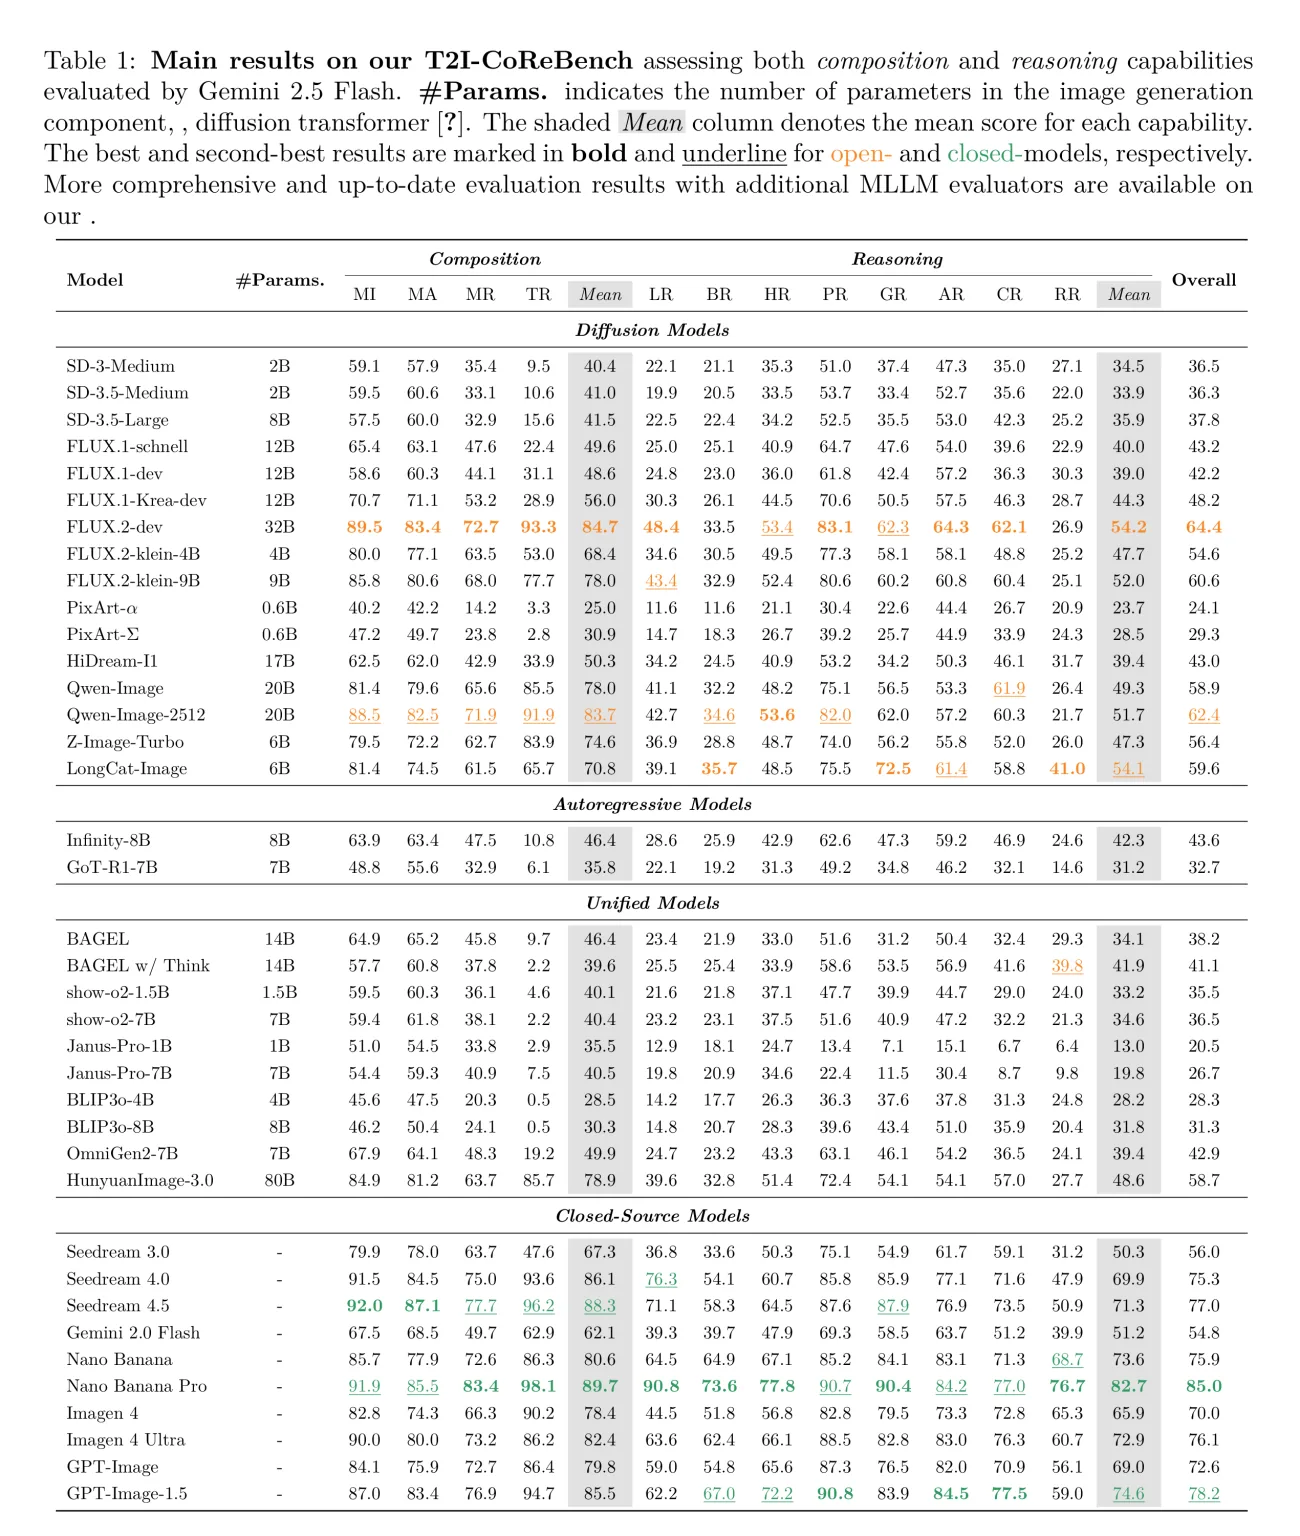 Table 1: Main results on our T2I-CoReBench assessing both composition and reasoning capabilities
evaluated by Gemini 2.5 Flash. #Params. indicates the number of parameters in the image generation
component, , diffusion transformer [?]. The shaded Mean column denotes the mean score for each capability.
The best and second-best results are marked in bold and underline for open- and closed-models, respectively.
More comprehensive and up-to-date evaluation results with additional MLLM evaluators are available on
our .
Model #Params. Composition Reasoning Overall
MI MA MR TR Mean LR BR HR PR GR AR CR RR Mean
Diffusion Models
SD-3-Medium 2B 59.1 57.9 35.4 9.5 40.4 22.1 21.1 35.3 51.0 37.4 47.3 35.0 27.1 34.5 36.5
SD-3.5-Medium 2B 59.5 60.6 33.1 10.6 41.0 19.9 20.5 33.5 53.7 33.4 52.7 35.6 22.0 33.9 36.3
SD-3.5-Large 8B 57.5 60.0 32.9 15.6 41.5 22.5 22.4 34.2 52.5 35.5 53.0 42.3 25.2 35.9 37.8
FLUX.1-schnell 12B 65.4 63.1 47.6 22.4 49.6 25.0 25.1 40.9 64.7 47.6 54.0 39.6 22.9 40.0 43.2
FLUX.1-dev 12B 58.6 60.3 44.1 31.1 48.6 24.8 23.0 36.0 61.8 42.4 57.2 36.3 30.3 39.0 42.2
FLUX.1-Krea-dev 12B 70.7 71.1 53.2 28.9 56.0 30.3 26.1 44.5 70.6 50.5 57.5 46.3 28.7 44.3 48.2
FLUX.2-dev 32B 89.5 83.4 72.7 93.3 84.7 48.4 33.5 53.4 83.1 62.3 64.3 62.1 26.9 54.2 64.4
FLUX.2-klein-4B 4B 80.0 77.1 63.5 53.0 68.4 34.6 30.5 49.5 77.3 58.1 58.1 48.8 25.2 47.7 54.6
FLUX.2-klein-9B 9B 85.8 80.6 68.0 77.7 78.0 43.4 32.9 52.4 80.6 60.2 60.8 60.4 25.1 52.0 60.6
PixArt-α 0.6B 40.2 42.2 14.2 3.3 25.0 11.6 11.6 21.1 30.4 22.6 44.4 26.7 20.9 23.7 24.1
PixArt-Σ 0.6B 47.2 49.7 23.8 2.8 30.9 14.7 18.3 26.7 39.2 25.7 44.9 33.9 24.3 28.5 29.3
HiDream-I1 17B 62.5 62.0 42.9 33.9 50.3 34.2 24.5 40.9 53.2 34.2 50.3 46.1 31.7 39.4 43.0
Qwen-Image 20B 81.4 79.6 65.6 85.5 78.0 41.1 32.2 48.2 75.1 56.5 53.3 61.9 26.4 49.3 58.9
Qwen-Image-2512 20B 88.5 82.5 71.9 91.9 83.7 42.7 34.6 53.6 82.0 62.0 57.2 60.3 21.7 51.7 62.4
Z-Image-Turbo 6B 79.5 72.2 62.7 83.9 74.6 36.9 28.8 48.7 74.0 56.2 55.8 52.0 26.0 47.3 56.4
LongCat-Image 6B 81.4 74.5 61.5 65.7 70.8 39.1 35.7 48.5 75.5 72.5 61.4 58.8 41.0 54.1 59.6
Autoregressive Models
Infinity-8B 8B 63.9 63.4 47.5 10.8 46.4 28.6 25.9 42.9 62.6 47.3 59.2 46.9 24.6 42.3 43.6
GoT-R1-7B 7B 48.8 55.6 32.9 6.1 35.8 22.1 19.2 31.3 49.2 34.8 46.2 32.1 14.6 31.2 32.7
Unified Models
BAGEL 14B 64.9 65.2 45.8 9.7 46.4 23.4 21.9 33.0 51.6 31.2 50.4 32.4 29.3 34.1 38.2
BAGEL w/ Think 14B 57.7 60.8 37.8 2.2 39.6 25.5 25.4 33.9 58.6 53.5 56.9 41.6 39.8 41.9 41.1
show-o2-1.5B 1.5B 59.5 60.3 36.1 4.6 40.1 21.6 21.8 37.1 47.7 39.9 44.7 29.0 24.0 33.2 35.5
show-o2-7B 7B 59.4 61.8 38.1 2.2 40.4 23.2 23.1 37.5 51.6 40.9 47.2 32.2 21.3 34.6 36.5
Janus-Pro-1B 1B 51.0 54.5 33.8 2.9 35.5 12.9 18.1 24.7 13.4 7.1 15.1 6.7 6.4 13.0 20.5
Janus-Pro-7B 7B 54.4 59.3 40.9 7.5 40.5 19.8 20.9 34.6 22.4 11.5 30.4 8.7 9.8 19.8 26.7
BLIP3o-4B 4B 45.6 47.5 20.3 0.5 28.5 14.2 17.7 26.3 36.3 37.6 37.8 31.3 24.8 28.2 28.3
BLIP3o-8B 8B 46.2 50.4 24.1 0.5 30.3 14.8 20.7 28.3 39.6 43.4 51.0 35.9 20.4 31.8 31.3
OmniGen2-7B 7B 67.9 64.1 48.3 19.2 49.9 24.7 23.2 43.3 63.1 46.1 54.2 36.5 24.1 39.4 42.9
HunyuanImage-3.0 80B 84.9 81.2 63.7 85.7 78.9 39.6 32.8 51.4 72.4 54.1 54.1 57.0 27.7 48.6 58.7
Closed-Source Models
Seedream 3.0 - 79.9 78.0 63.7 47.6 67.3 36.8 33.6 50.3 75.1 54.9 61.7 59.1 31.2 50.3 56.0
Seedream 4.0 - 91.5 84.5 75.0 93.6 86.1 76.3 54.1 60.7 85.8 85.9 77.1 71.6 47.9 69.9 75.3
Seedream 4.5 - 92.0 87.1 77.7 96.2 88.3 71.1 58.3 64.5 87.6 87.9 76.9 73.5 50.9 71.3 77.0
Gemini 2.0 Flash - 67.5 68.5 49.7 62.9 62.1 39.3 39.7 47.9 69.3 58.5 63.7 51.2 39.9 51.2 54.8
Nano Banana - 85.7 77.9 72.6 86.3 80.6 64.5 64.9 67.1 85.2 84.1 83.1 71.3 68.7 73.6 75.9
Nano Banana Pro - 91.9 85.5 83.4 98.1 89.7 90.8 73.6 77.8 90.7 90.4 84.2 77.0 76.7 82.7 85.0
Imagen 4 - 82.8 74.3 66.3 90.2 78.4 44.5 51.8 56.8 82.8 79.5 73.3 72.8 65.3 65.9 70.0
Imagen 4 Ultra - 90.0 80.0 73.2 86.2 82.4 63.6 62.4 66.1 88.5 82.8 83.0 76.3 60.7 72.9 76.1
GPT-Image - 84.1 75.9 72.7 86.4 79.8 59.0 54.8 65.6 87.3 76.5 82.0 70.9 56.1 69.0 72.6
GPT-Image-1.5 - 87.0 83.4 76.9 94.7 85.5 62.2 67.0 72.2 90.8 83.9 84.5 77.5 59.0 74.6 78.2